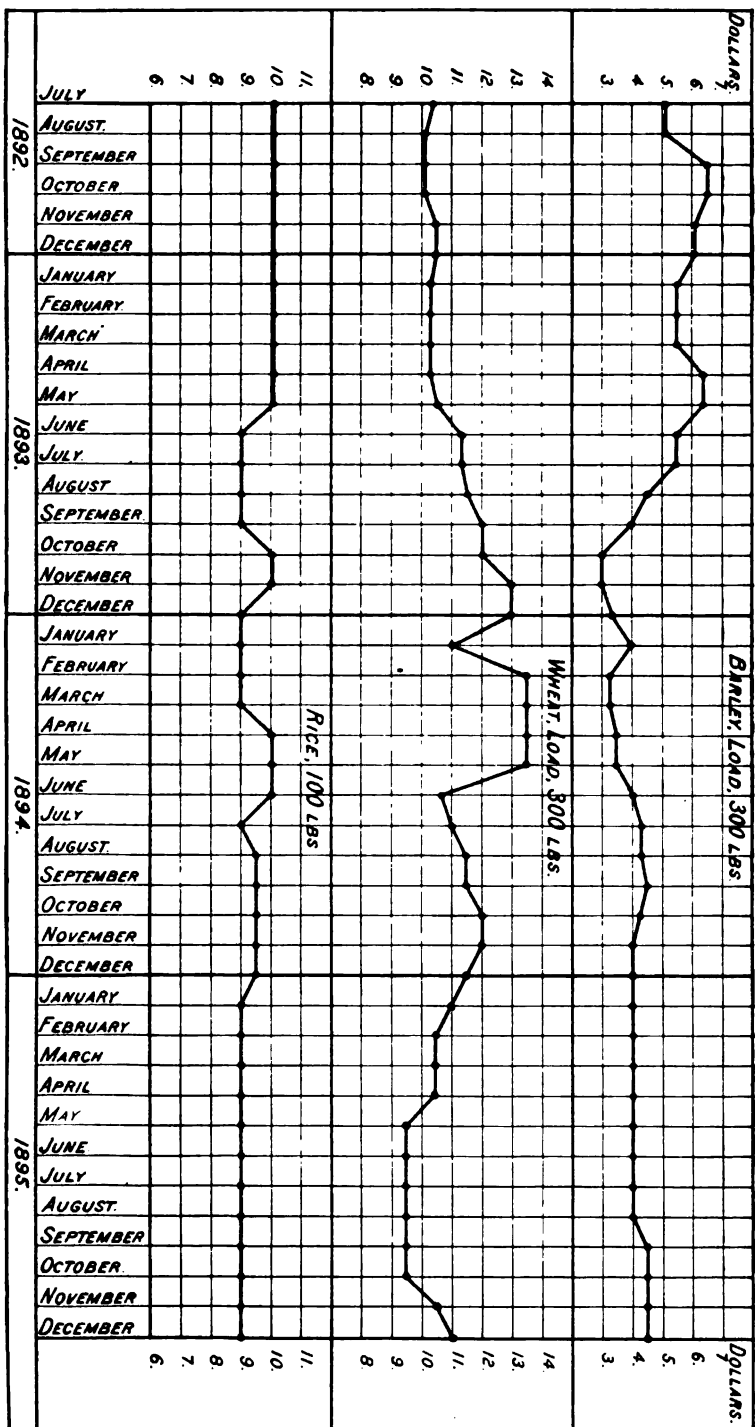 DOLLARS.
7.
6.
5.
4.
3.
14.
13.
12.
11.
10.
9.
8.
11.
10.
9.
8.
7.
6.
BARLEY, LOAD, 300 LBS.
WHEAT, LOAD, 300 LBS.
RICE, 100 LBS
JULY
AUGUST.
SEPTEMBER
OCTOBER
NOVEMBER
DECEMBER
1892.
JANUARY
FEBRUARY
MARCH
APRIL
MAY
JUNE
JULY
AUGUST
SEPTEMBER
OCTOBER
NOVEMBER
DECEMBER
1893.
JANUARY
FEBRUARY
MARCH
APRIL
MAY
JUNE
JULY
AUGUST
SEPTEMBER
OCTOBER
NOVEMBER
DECEMBER
1894.
JANUARY
FEBRUARY
MARCH
APRIL
MAY
JUNE
JULY
AUGUST.
SEPTEMBER
OCTOBER.
NOVEMBER
DECEMBER
1895.
DOLLARS.
7
6.
5.
4.
3.
14.
13.
12.
11.
10.
9.
8.
11.
10.
9.
8.
7.
6.